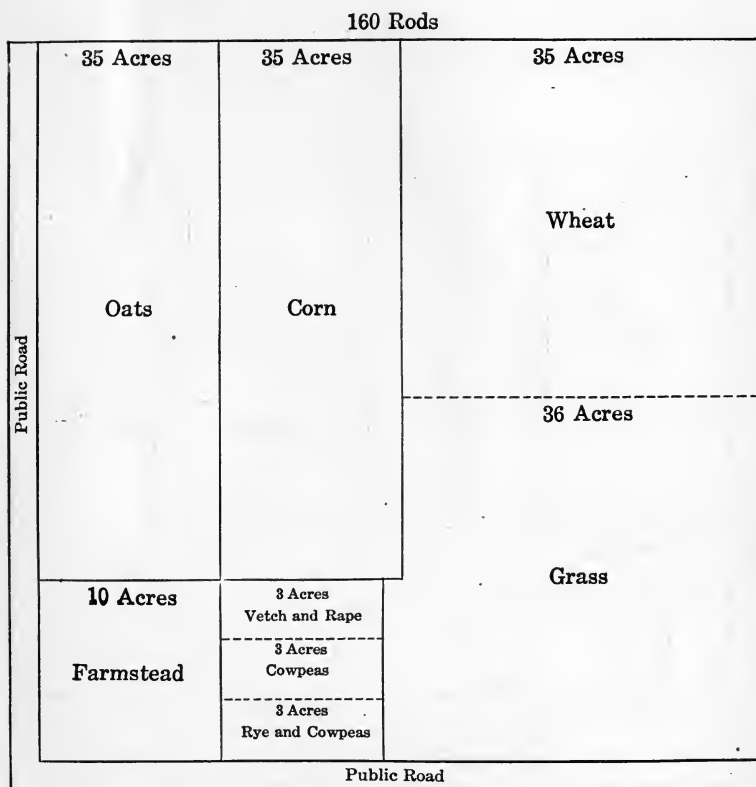 160 Rods
35 Acres
35 Acres
35 Acres
Wheat
Oats
Corn
Public Road
36 Acres
Grass
10 Acres
Farmstead
3 Acres
Vetch and Rape
3 Acres
Cowpeas
3 Acres
Rye and Cowpeas
Public Road